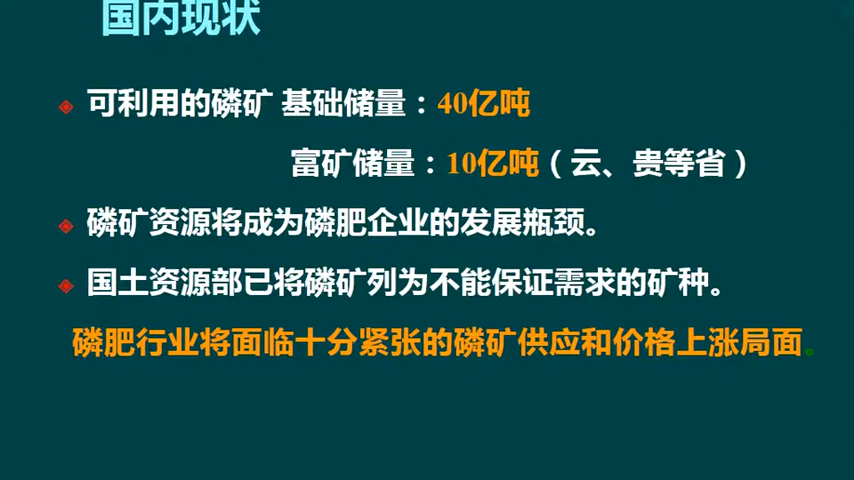 国内现状
可利用的磷矿 基础储量：40亿吨
富矿储量：10亿吨（云、贵等省）
磷矿资源将成为磷肥企业的发展瓶颈。
国土资源部已将磷矿列为不能保证需求的矿种。
磷肥行业将面临十分紧张的磷矿供应和价格上涨局面。